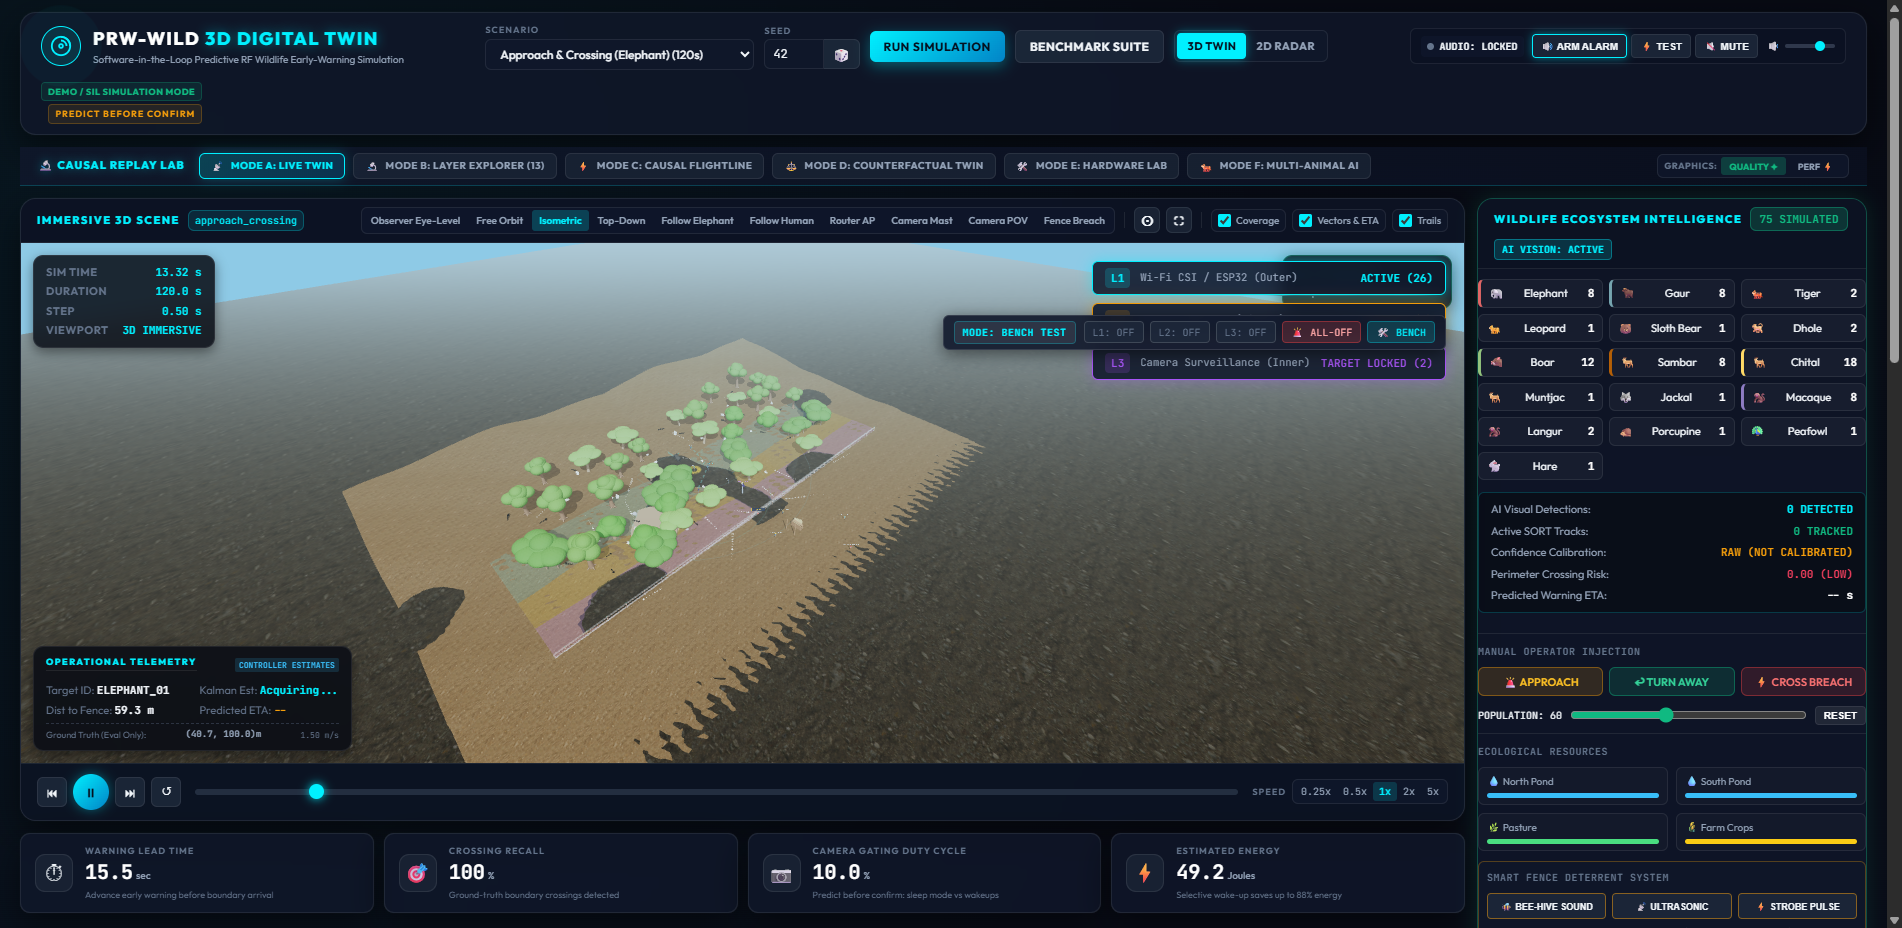 PRW-WILD 3D DIGITAL TWIN
Software-in-the-Loop Predictive RF Wildlife Early-Warning Simulation
DEMO / SIL SIMULATION MODE
PREDICT BEFORE CONFIRM
SCENARIO
Approach & Crossing (Elephant) (120s)
SEED
42
RUN SIMULATION
BENCHMARK SUITE
3D TWIN
2D RADAR
AUDIO: LOCKED
ARM ALARM
TEST
MUTE
CAUSAL REPLAY LAB
MODE A: LIVE TWIN
MODE B: LAYER EXPLORER (13)
MODE C: CAUSAL FLIGHTLINE
MODE D: COUNTERFACTUAL TWIN
MODE E: HARDWARE LAB
MODE F: MULTI-ANIMAL AI
GRAPHICS:
QUALITY
PERF
IMMERSIVE 3D SCENE
approach_crossing
Observer Eye-Level
Free Orbit
Isometric
Top-Down
Follow Elephant
Follow Human
Router AP
Camera Mast
Camera POV
Fence Breach
Coverage
Vectors & ETA
Trails
SIM TIME 13.32 s
DURATION 120.0 s
STEP 0.50 s
VIEWPORT 3D IMMERSIVE
L1 Wi-Fi CSI / ESP32 (Outer) ACTIVE (26)
MODE: BENCH TEST
L1: OFF
L2: OFF
L3: OFF
ALL-OFF
BENCH
L3 Camera Surveillance (Inner) TARGET LOCKED (2)
OPERATIONAL TELEMETRY
CONTROLLER ESTIMATES
Target ID: ELEPHANT_01
Kalman Est: Acquiring...
Dist to Fence: 59.3 m
Predicted ETA: --
Ground Truth (Eval Only): (40.7, 100.0)m 1.50 m/s
SPEED
0.25x
0.5x
1x
2x
5x
WARNING LEAD TIME
15.5 sec
Advance early warning before boundary arrival
CROSSING RECALL
100 %
Ground-truth boundary crossings detected
CAMERA GATING DUTY CYCLE
10.0 %
Predict before confirm: sleep mode vs wakeups
ESTIMATED ENERGY
49.2 Joules
Selective wake-up saves up to 88% energy
WILDLIFE ECOSYSTEM INTELLIGENCE
75 SIMULATED
AI VISION: ACTIVE
Elephant 8
Gaur 8
Tiger 2
Leopard 1
Sloth Bear 1
Dhole 2
Boar 12
Sambar 8
Chital 18
Muntjac 1
Jackal 1
Macaque 8
Langur 2
Porcupine 1
Peafowl 1
Hare 1
AI Visual Detections: 0 DETECTED
Active SORT Tracks: 0 TRACKED
Confidence Calibration: RAW (NOT CALIBRATED)
Perimeter Crossing Risk: 0.00 (LOW)
Predicted Warning ETA: -- s
MANUAL OPERATOR INJECTION
APPROACH
TURN AWAY
CROSS BREACH
POPULATION: 60
RESET
ECOLOGICAL RESOURCES
North Pond
South Pond
Pasture
Farm Crops
SMART FENCE DETERRENT SYSTEM
BEE-HIVE SOUND
ULTRASONIC
STROBE PULSE